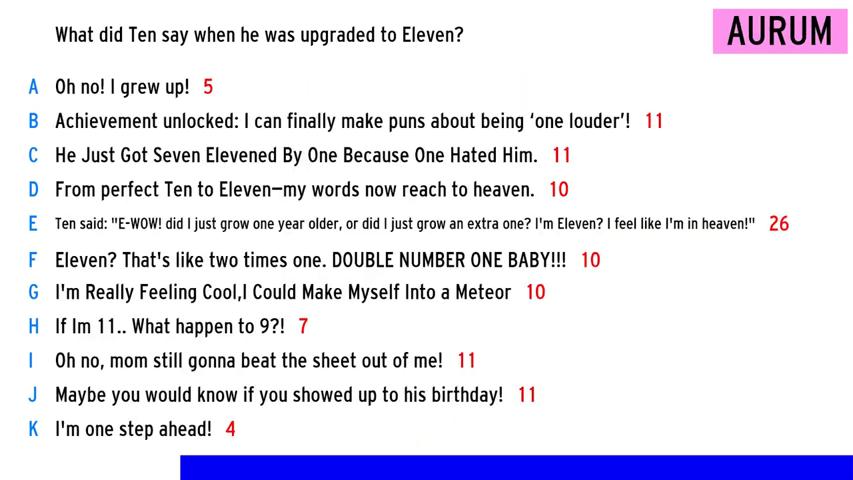 What did Ten say when he was upgraded to Eleven?
AURUM
A Oh no! I grew up! 5
B Achievement unlocked: I can finally make puns about being ‘one louder’! 11
C He Just Got Seven Elevened By One Because One Hated Him. 11
D From perfect Ten to Eleven—my words now reach to heaven. 10
E Ten said: "E-WOW! did I just grow one year older, or did I just grow an extra one? I'm Eleven? I feel like I'm in heaven!" 26
F Eleven? That's like two times one. DOUBLE NUMBER ONE BABY!!! 10
G I'm Really Feeling Cool,I Could Make Myself Into a Meteor 10
H If Im 11.. What happen to 9?! 7
I Oh no, mom still gonna beat the sheet out of me! 11
J Maybe you would know if you showed up to his birthday! 11
K I'm one step ahead! 4